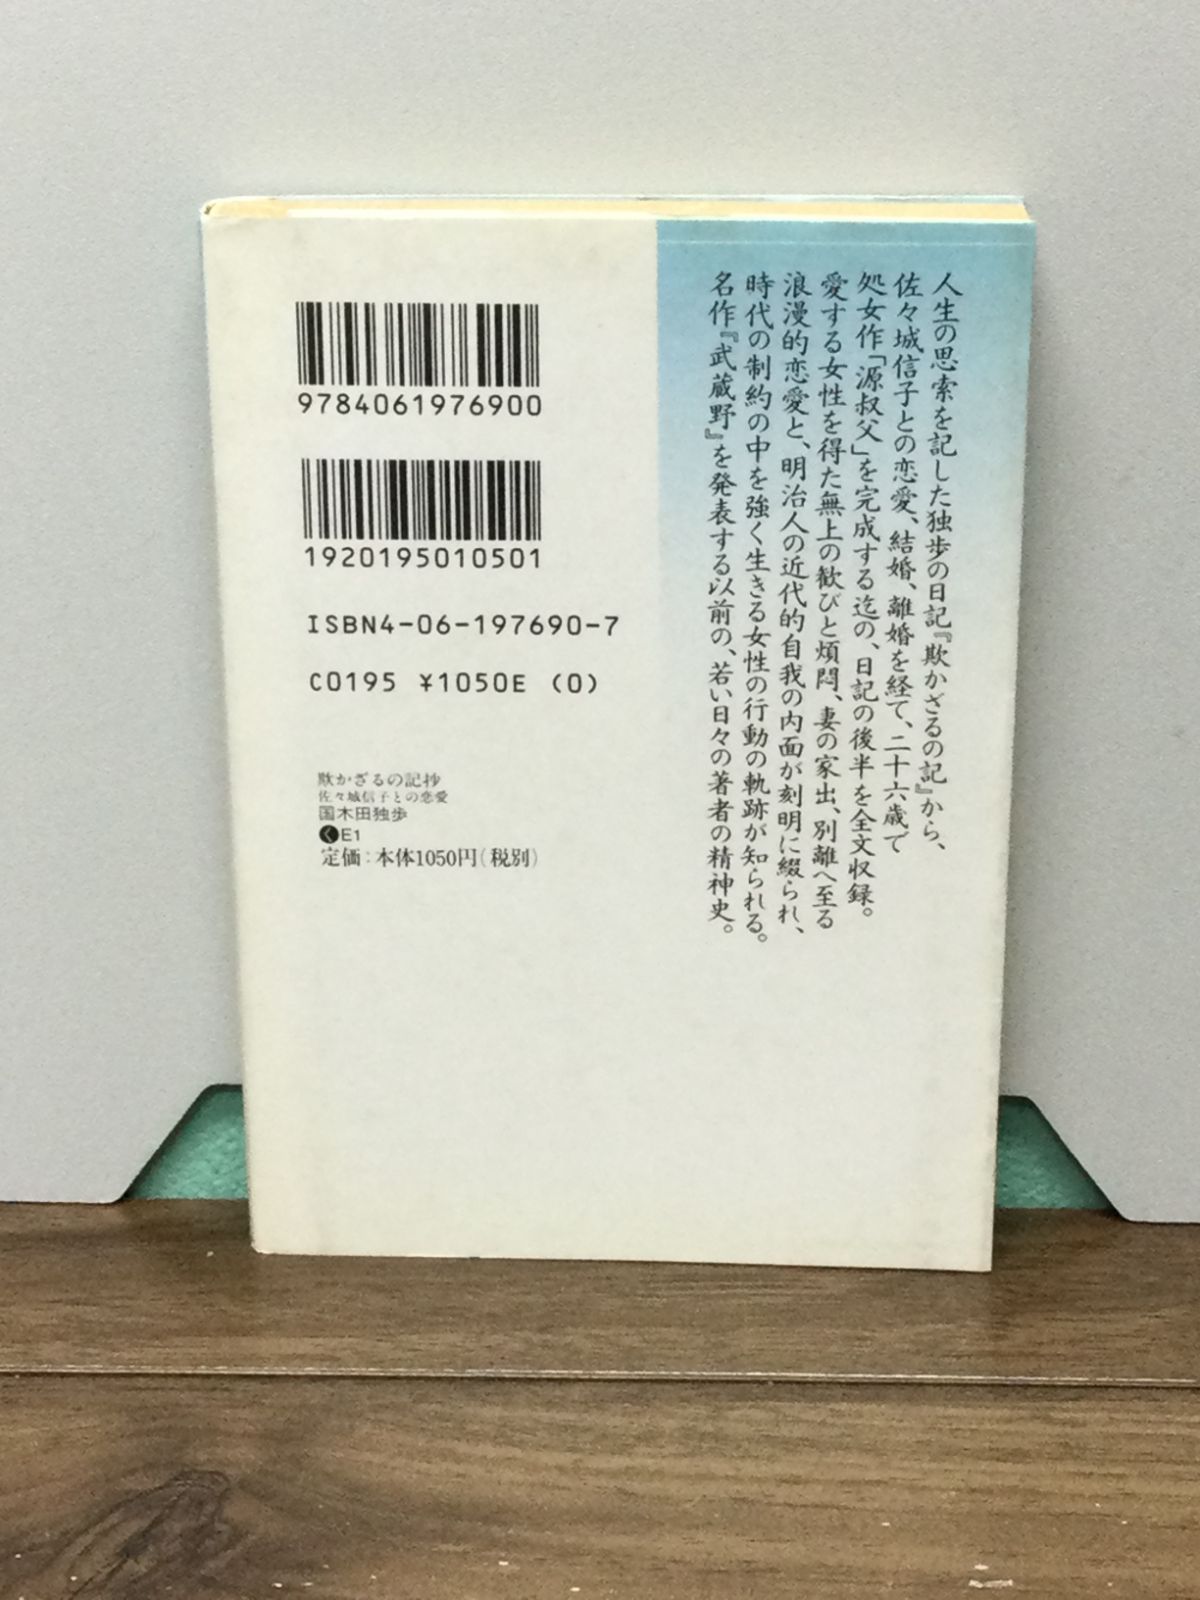 人生の思索を記した独歩の日記『欺かざるの記』から、
佐々城信子との恋愛、結婚、離婚を経て、二十六歳で
処女作「源叔父」を完成する迄の、日記の後半を全文収録。
愛する女性を得た無上の歓びと煩悶、妻の家出、別離へ至る
浪漫的恋愛と、明治人の近代的自我の内面が刻明に綴られ、
時代の制約の中を強く生きる女性の行動の軌跡が知られる。
名作『武蔵野』を発表する以前の、若い日々の著者の精神史。
9784061976900
1920195010501
ISBN4-06-197690-7
C0195 ¥1050E (0)
欺かざるの記抄
佐々城信子との恋愛
国木田独歩
くE1
定価：本体1050円（税別）